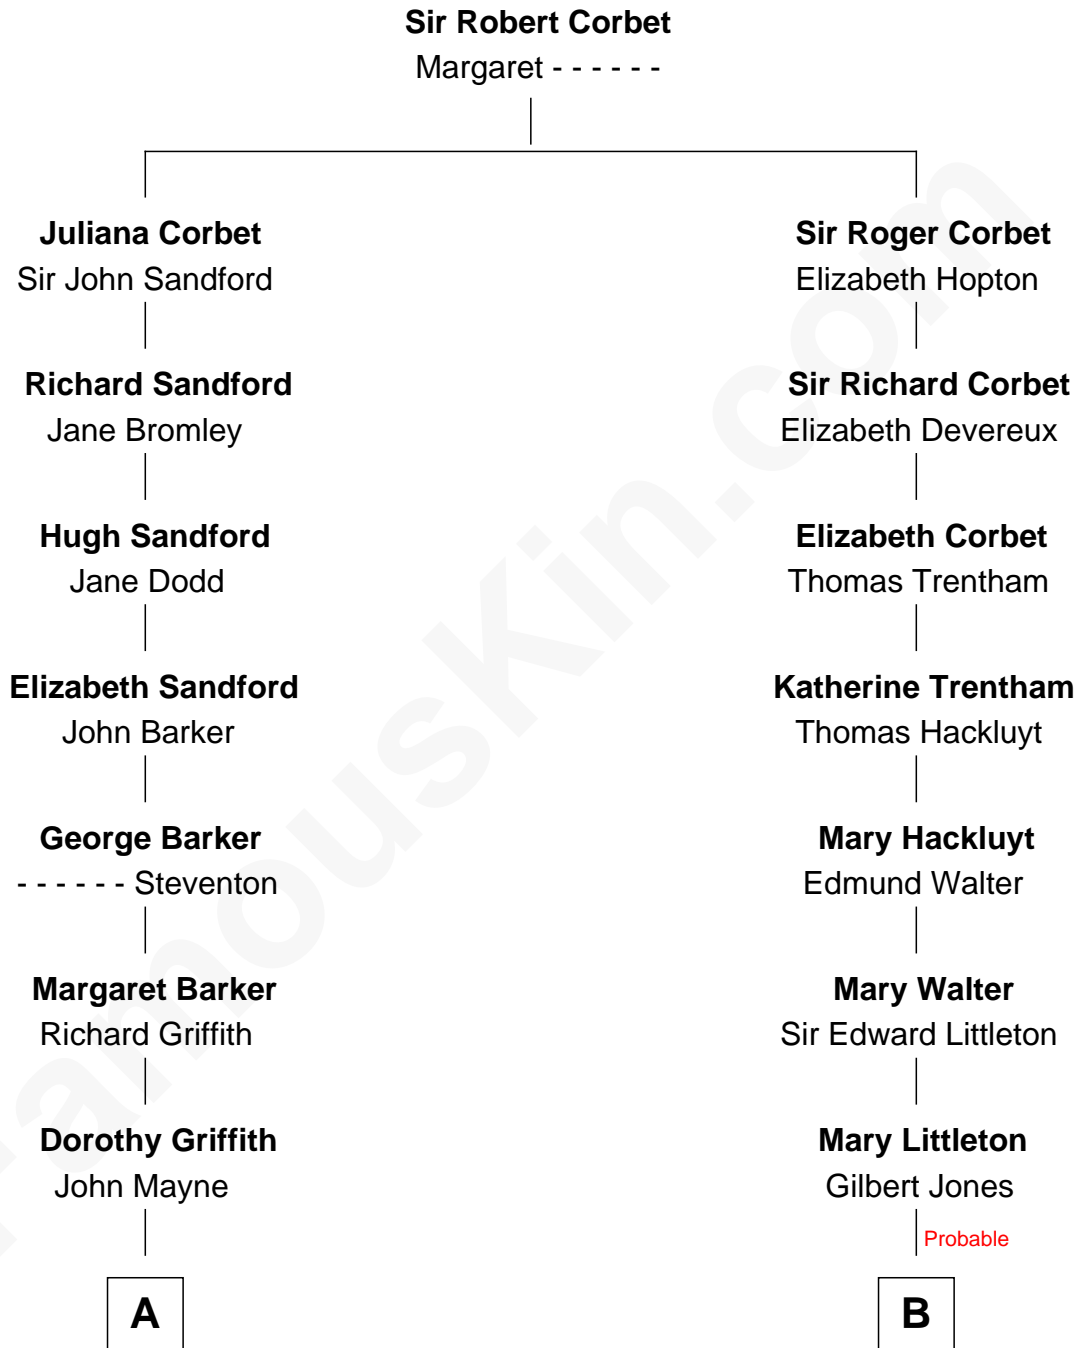 Sir Robert Corbet
Margaret - - - - - -
Juliana Corbet
Sir John Sandford
Sir Roger Corbet
Elizabeth Hopton
Richard Sandford
Jane Bromley
Sir Richard Corbet
Elizabeth Devereux
Hugh Sandford
Jane Dodd
Elizabeth Corbet
Thomas Trentham
Elizabeth Sandford
John Barker
Katherine Trentham
Thomas Hackluyt
George Barker
- - - - - - Steventon
Mary Hackluyt
Edmund Walter
Margaret Barker
Richard Griffith
Mary Walter
Sir Edward Littleton
Dorothy Griffith
John Mayne
Mary Littleton
Gilbert Jones
Probable
A
B
FamousKin.com